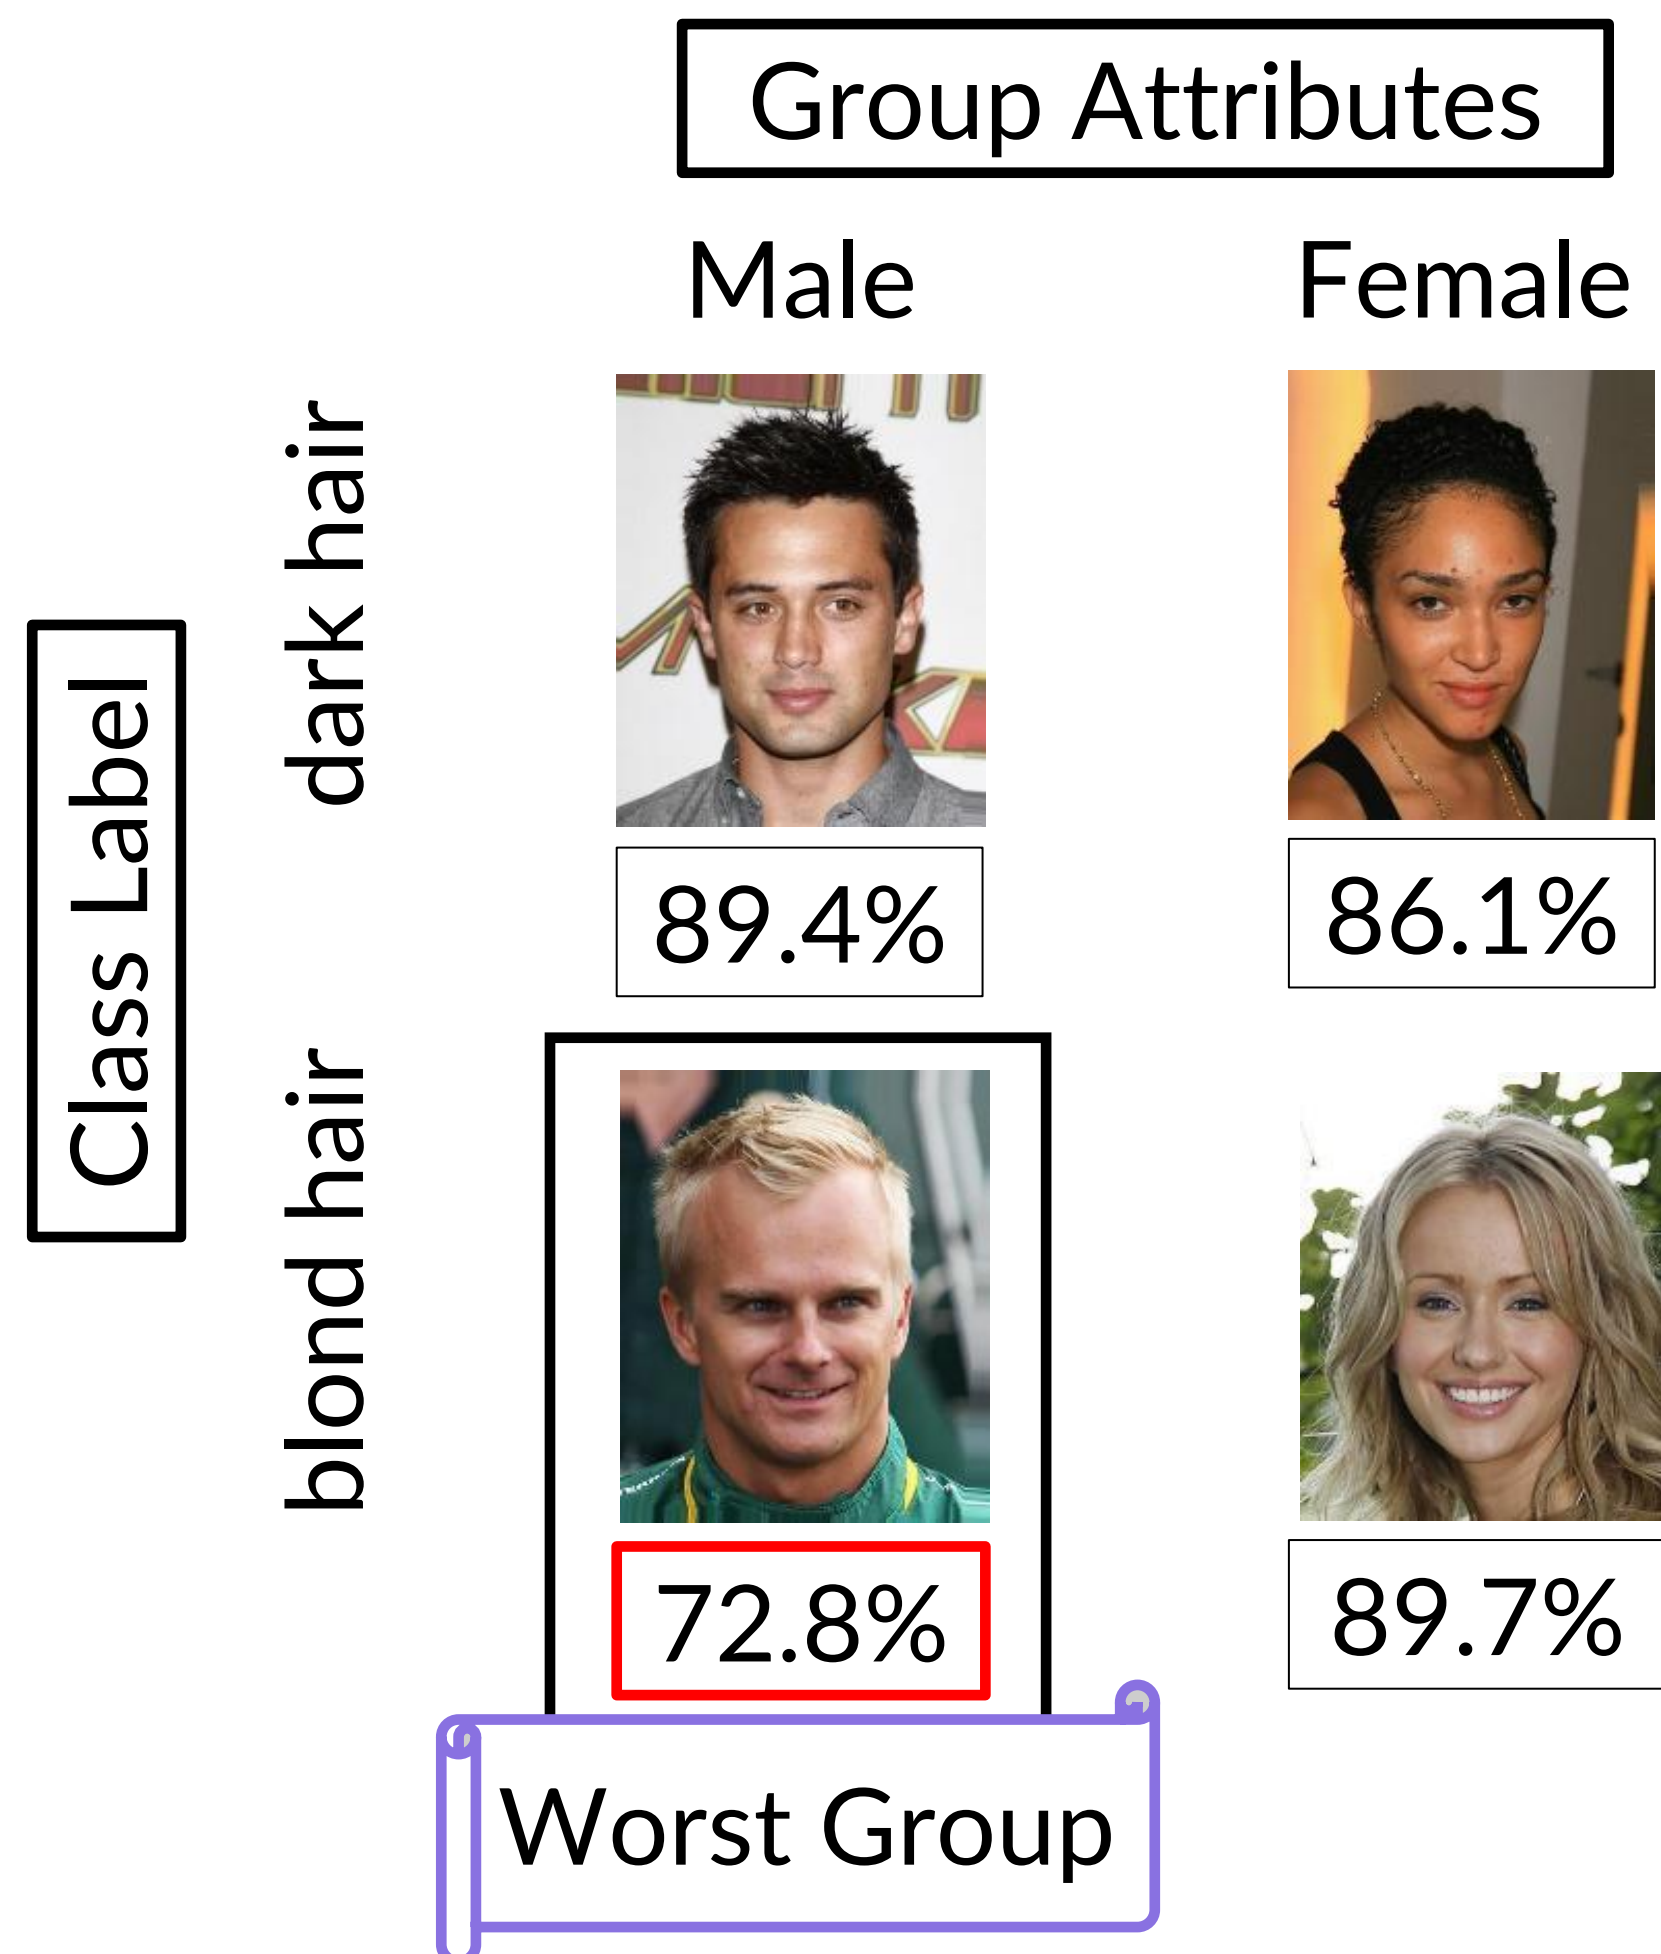 Group Attributes
Male
Female
Class Label
dark hair
89.4%
86.1%
blond hair
72.8%
89.7%
Worst Group